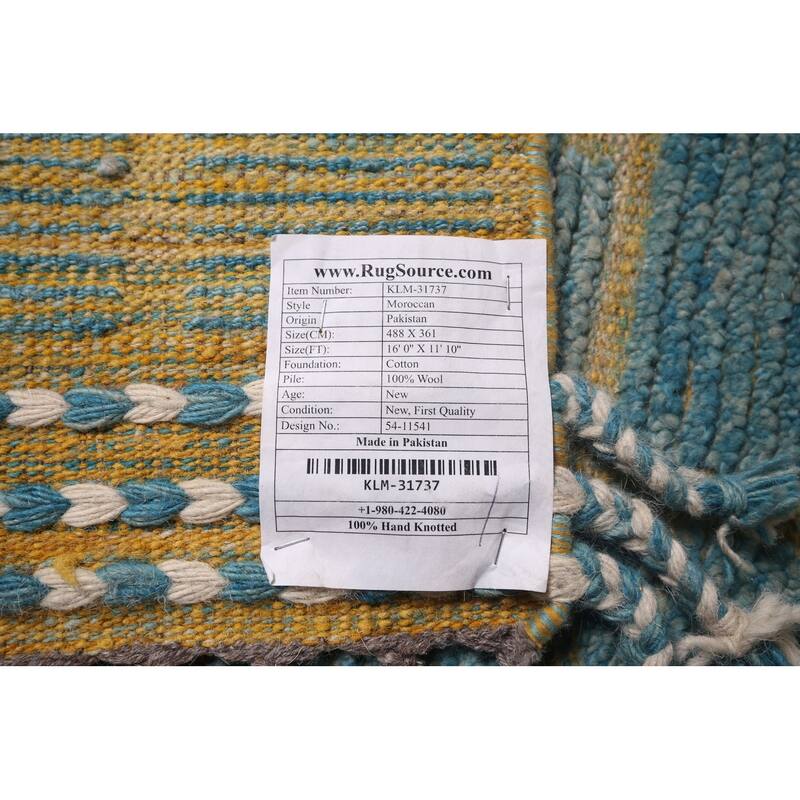 www.RugSource.com
Item Number: KLM-31737
Style Moroccan
Origin Pakistan
Size(CM): 488 X 361
Size(FT): 16' 0" X 11' 10"
Foundation: Cotton
Pile: 100% Wool
Age: New
Condition: New, First Quality
Design No.: 54-11541
Made in Pakistan
KLM-31737
+1-980-422-4080
100% Hand Knotted